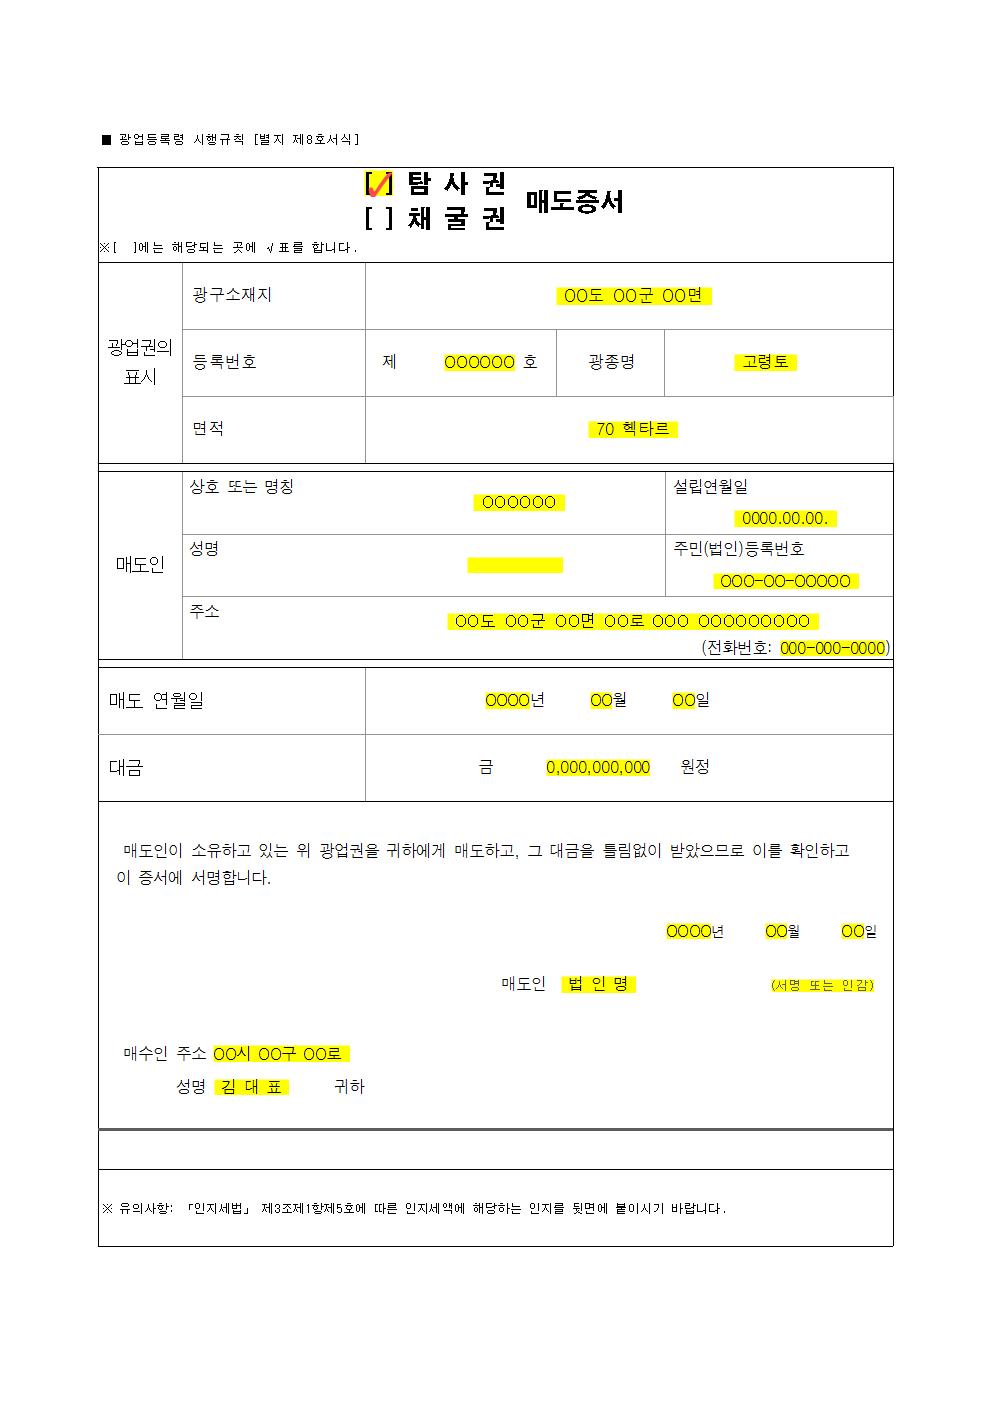 ■ 광업등록령 시행규칙 [별지 제8호서식]
[✓] 탐 사 권
매도증서
[ ] 채 굴 권
※[ ]에는 해당되는 곳에 √표를 합니다.
광업권의 표시
광구소재지 OO도 OO군 OO면
등록번호 제 OOOOOO 호 광종명 고령토
면적 70 헥타르
매도인
상호 또는 명칭 OOOOOO 설립연월일 0000.00.00.
성명 주민(법인)등록번호 OOO-OO-OOOOO
주소 OO도 OO군 OO면 OO로 OOO OOOOOOOOO
(전화번호: 000-000-0000)
매도 연월일 OOOO년 OO월 OO일
대금 금 0,000,000,000 원정
매도인이 소유하고 있는 위 광업권을 귀하에게 매도하고, 그 대금을 틀림없이 받았으므로 이를 확인하고
이 증서에 서명합니다.
OOOO년 OO월 OO일
매도인 법 인 명 (서명 또는 인감)
매수인 주소 OO시 OO구 OO로
성명 김 대 표 귀하
※ 유의사항: 「인지세법」 제3조제1항제5호에 따른 인지세액에 해당하는 인지를 뒷면에 붙이시기 바랍니다.